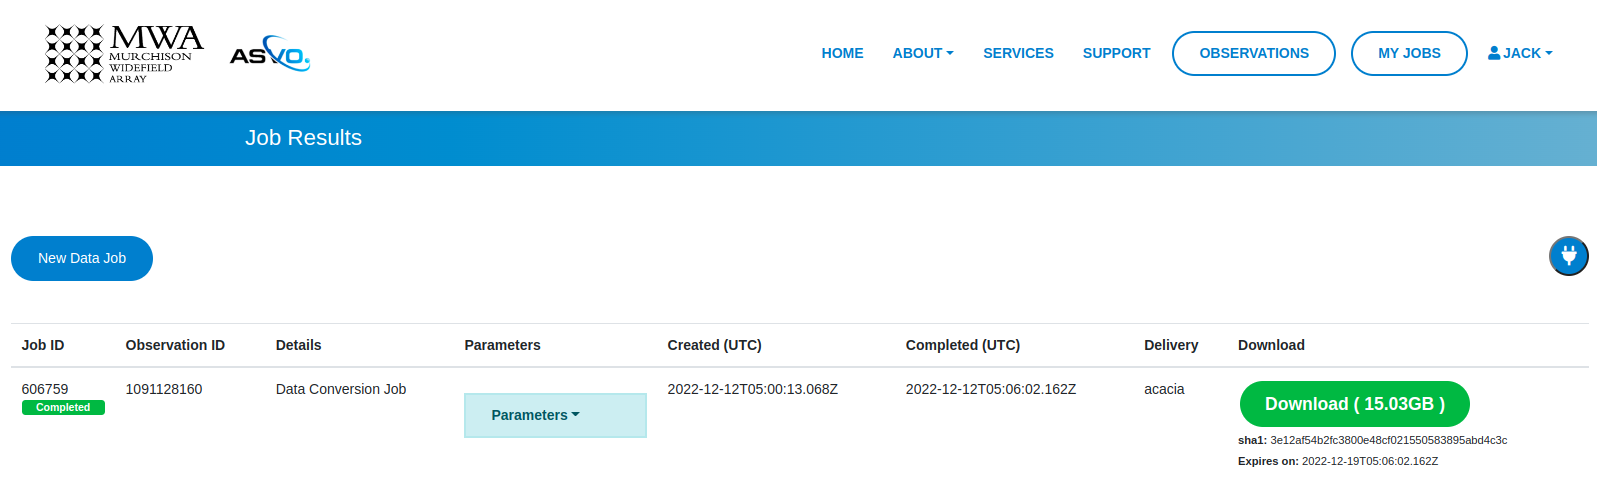 MWA
MURCHISON
WIDEFIELD
ARRAY
ASVO.
HOME ABOUT SERVICES SUPPORT OBSERVATIONS MY JOBS JACK
Job Results
New Data Job
Job ID Observation ID Details Parameters Created (UTC) Completed (UTC) Delivery Download
606759 1091128160 Data Conversion Job 2022-12-12T05:00:13.068Z 2022-12-12T05:06:02.162Z acacia Download ( 15.03GB )
Completed Parameters
sha1: 3e12af54b2fc3800e48cf021550583895abd4c3c
Expires on: 2022-12-19T05:06:02.162Z